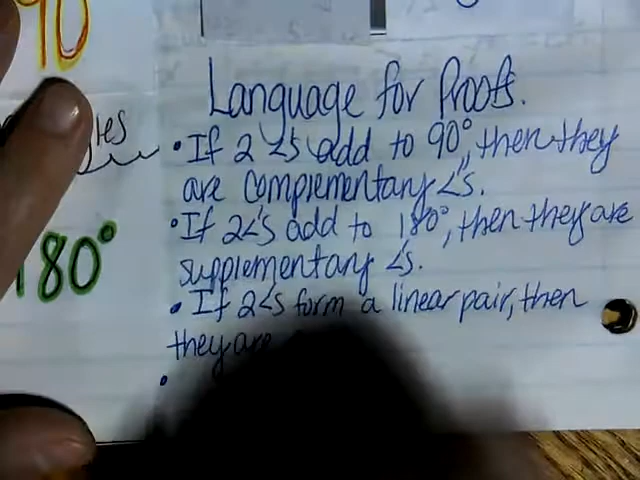 90
Language for Proofs.
• If 2 ∠'s add to 90°, then they
are complementary ∠'s.
• If 2∠'s add to 180°, then they are
supplementary ∠'s.
• If 2∠s form a linear pair, then
they are
180°